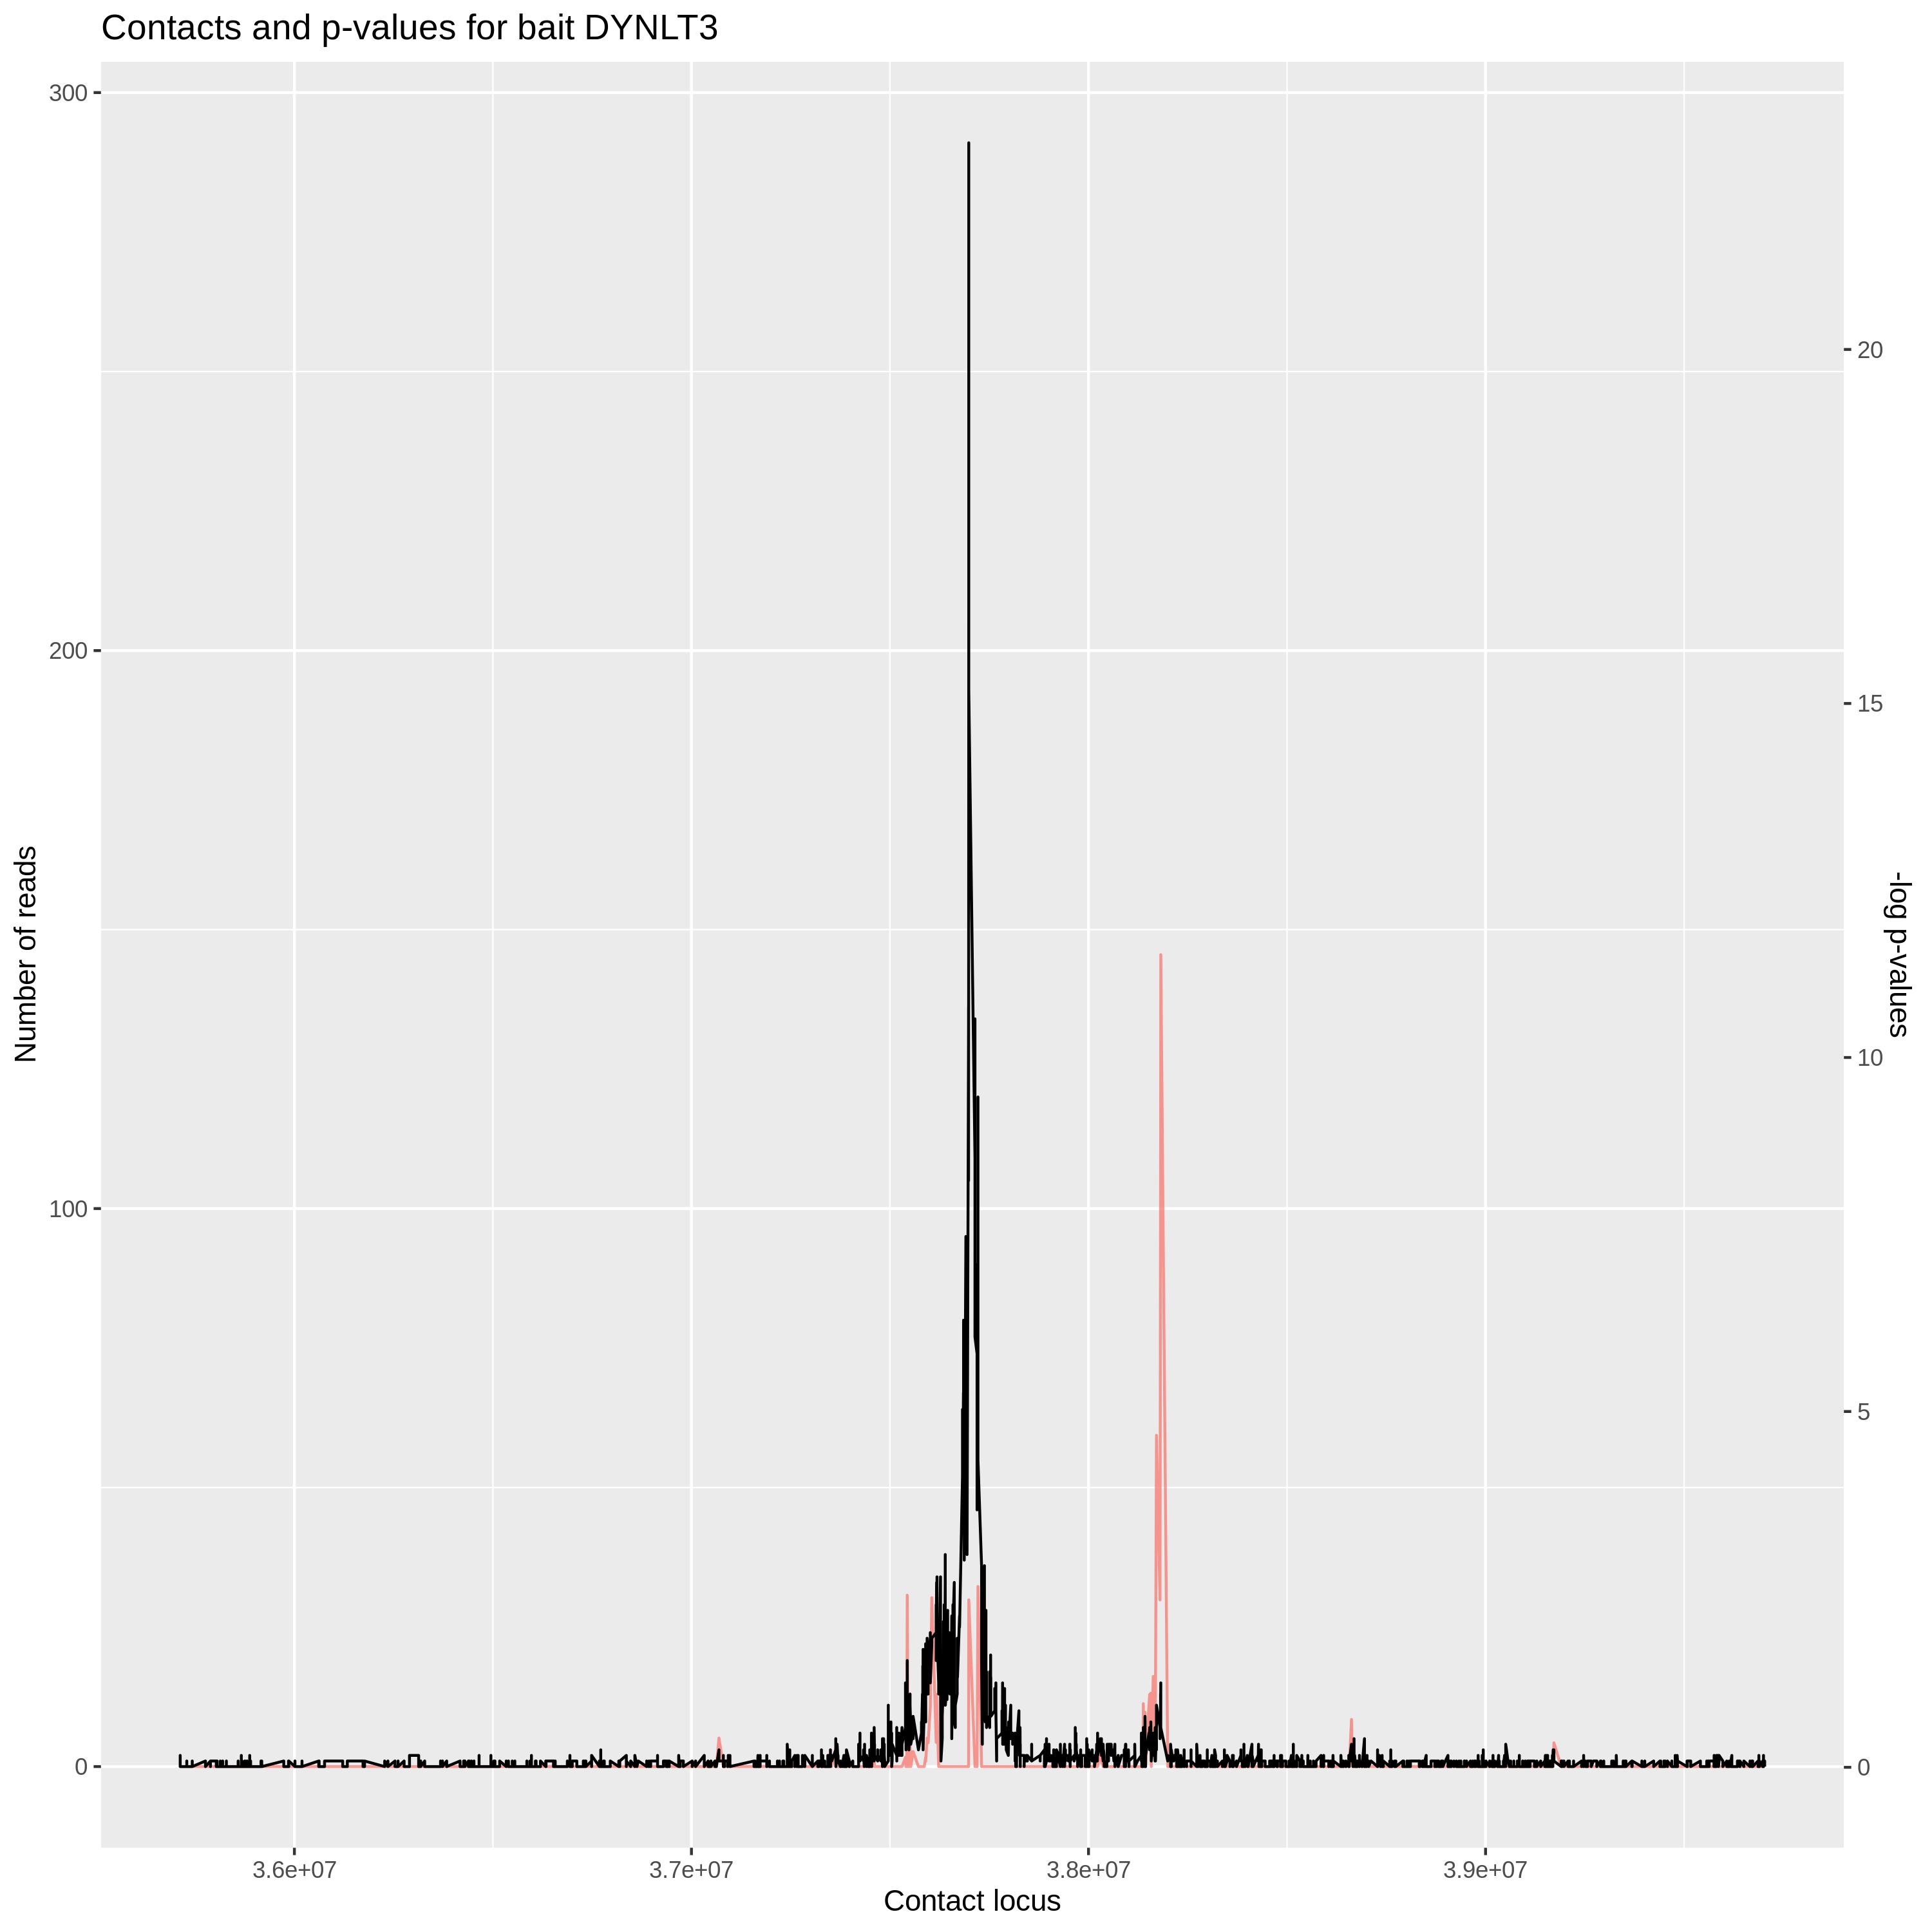 Contacts and p-values for bait DYNLT3
300
200
100
0
Number of reads
20
15
10
5
0
-log p-values
3.6e+07
3.7e+07
3.8e+07
3.9e+07
Contact locus